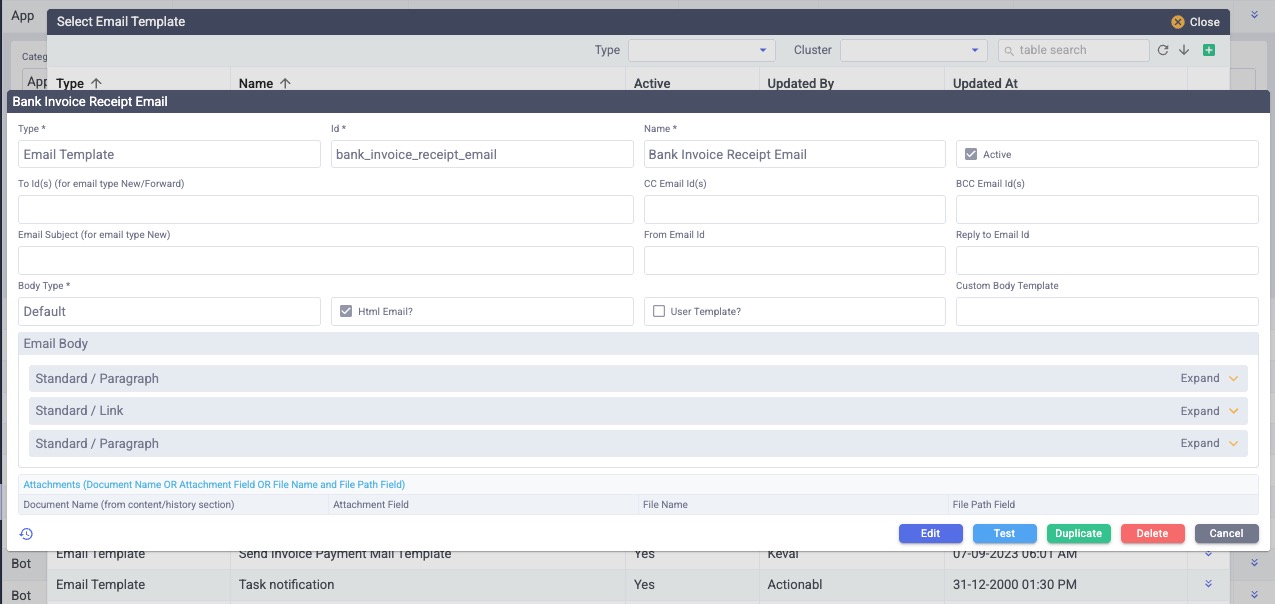 App
Select Email Template
Close
Categ
Type
Cluster
table search
App
Type
Name
Active
Updated By
Updated At
Bank Invoice Receipt Email
Type *
Id *
Name *
Email Template
bank_invoice_receipt_email
Bank Invoice Receipt Email
Active
To Id(s) (for email type New/Forward)
CC Email Id(s)
BCC Email Id(s)
Email Subject (for email type New)
From Email Id
Reply to Email Id
Body Type *
Custom Body Template
Default
Html Email?
User Template?
Email Body
Standard / Paragraph
Expand
Standard / Link
Expand
Standard / Paragraph
Expand
Attachments (Document Name OR Attachment Field OR File Name and File Path Field)
Document Name (from content/history section)
Attachment Field
File Name
File Path Field
Edit
Test
Duplicate
Delete
Cancel
Email Template
Send Invoice Payment Mail Template
Yes
Keval
07-09-2023 06:01 AM
Bot
Email Template
Task notification
Yes
Actionabl
31-12-2000 01:30 PM
Bot